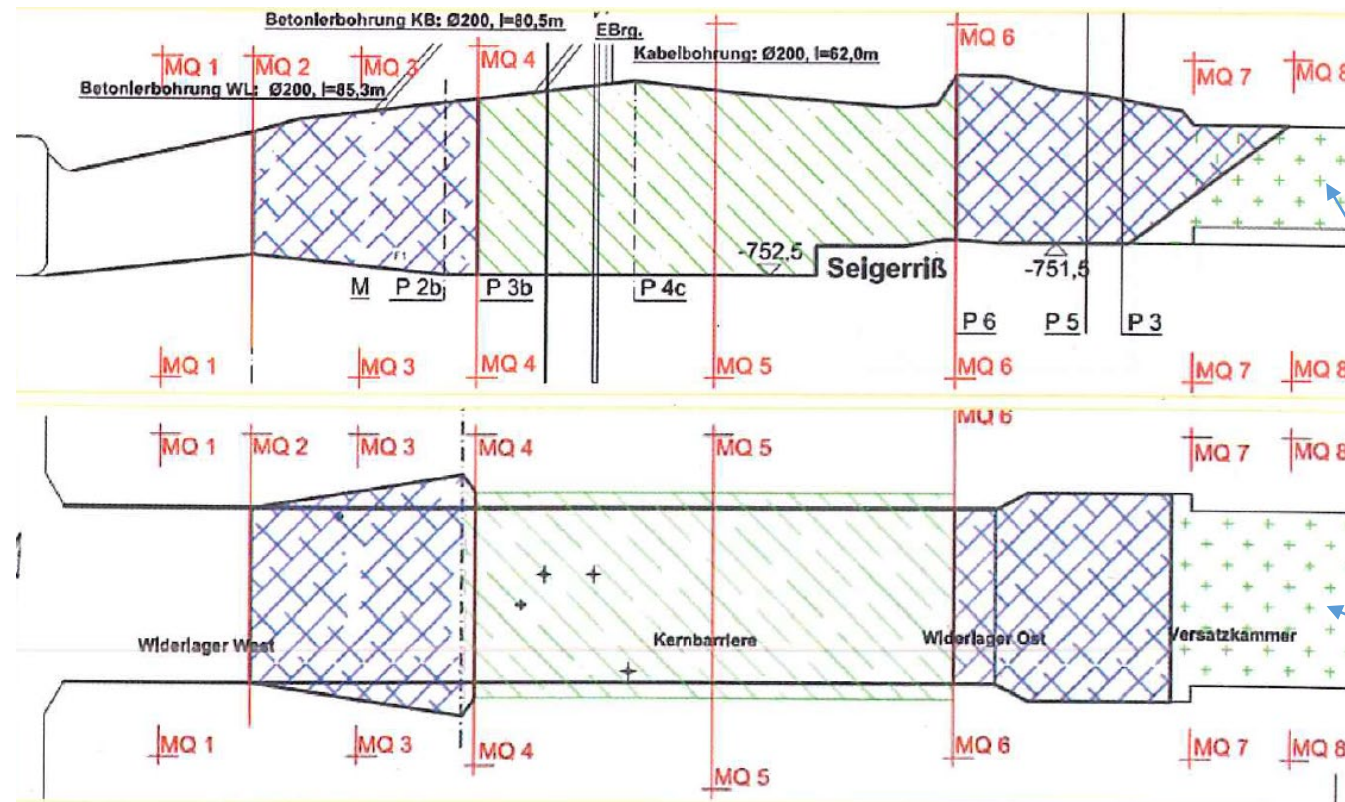 Betonierbohrung KB: Ø200, l=80,5m
EBrg.
MQ 6
MQ 1 MQ 2 MQ 3 MQ 4 Kabelbohrung: Ø200, l=62,0m
MQ 7 MQ 8
Betonierbohrung WL: Ø200, l=85,3m
F1
-752,5 Seigerriß -751,5
M P 2b P 3b P 4c
P 6 P 5 P 3
MQ 1 MQ 3 MQ 4 MQ 5 MQ 6 MQ 7 MQ 8
MQ 6
MQ 1 MQ 2 MQ 3 MQ 4 MQ 5 MQ 7 MQ 8
Widerlager West Kernbarriere Widerlager Ost Versatzkammer
MQ 1 MQ 3 MQ 4 MQ 6 MQ 7 MQ 8
MQ 5